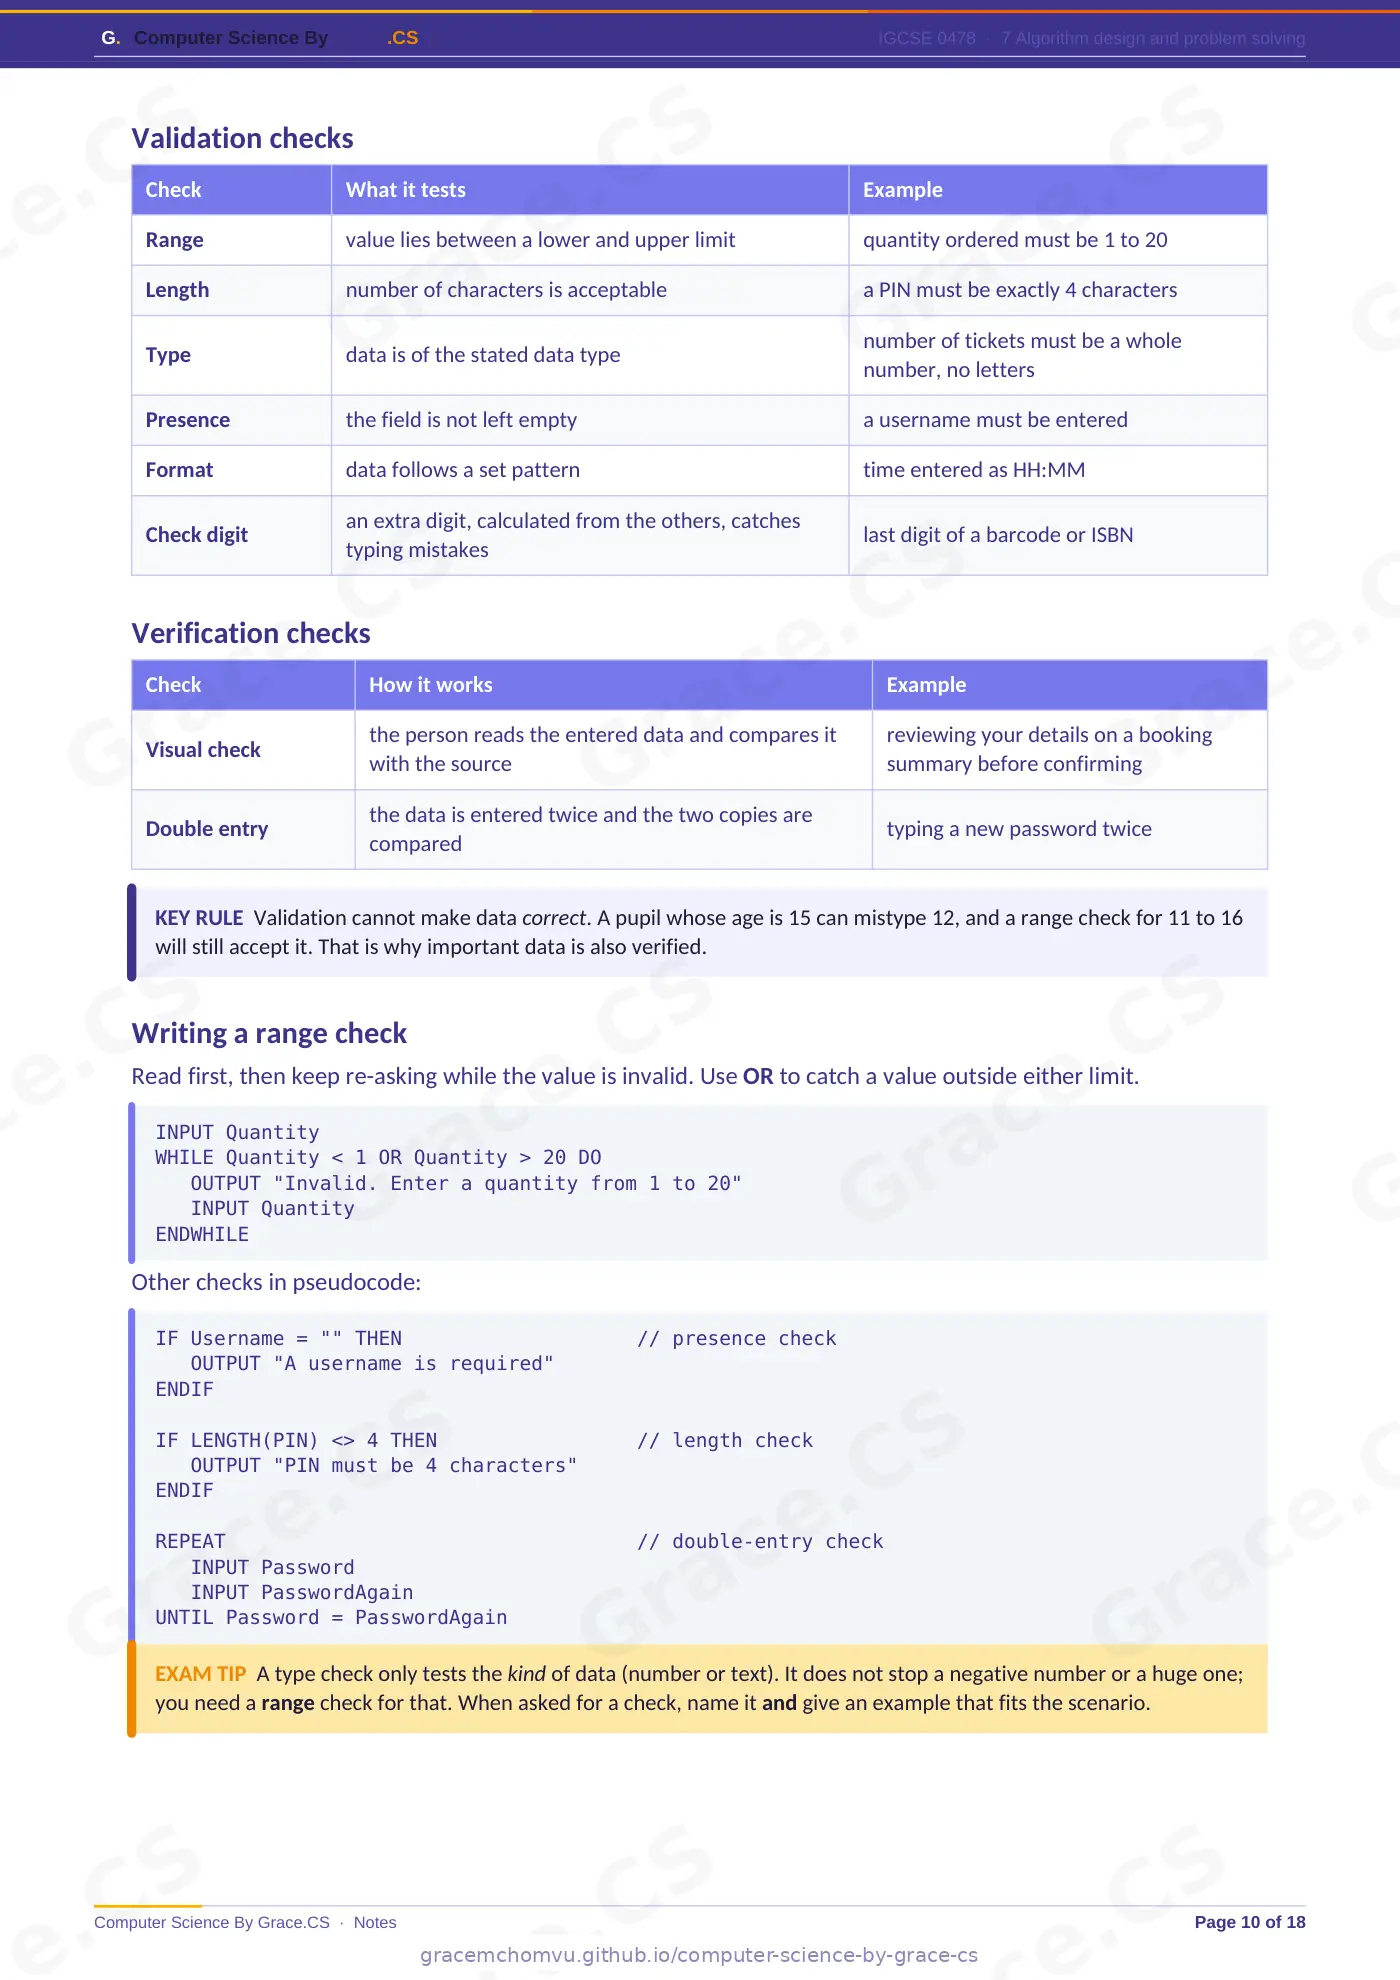 G. Computer Science By .CS
IGCSE 0478 · 7 Algorithm design and problem solving
Validation checks
Check What it tests Example
Range value lies between a lower and upper limit quantity ordered must be 1 to 20
Length number of characters is acceptable a PIN must be exactly 4 characters
Type data is of the stated data type number of tickets must be a whole
number, no letters
Presence the field is not left empty a username must be entered
Format data follows a set pattern time entered as HH:MM
Check digit an extra digit, calculated from the others, catches
typing mistakes last digit of a barcode or ISBN
Verification checks
Check How it works Example
Visual check the person reads the entered data and compares it
with the source reviewing your details on a booking
summary before confirming
Double entry the data is entered twice and the two copies are
compared typing a new password twice
KEY RULE Validation cannot make data correct. A pupil whose age is 15 can mistype 12, and a range check for 11 to 16
will still accept it. That is why important data is also verified.
Writing a range check
Read first, then keep re-asking while the value is invalid. Use OR to catch a value outside either limit.
INPUT Quantity
WHILE Quantity < 1 OR Quantity > 20 DO
   OUTPUT "Invalid. Enter a quantity from 1 to 20"
   INPUT Quantity
ENDWHILE
Other checks in pseudocode:
IF Username = "" THEN                    // presence check
   OUTPUT "A username is required"
ENDIF
IF LENGTH(PIN) <> 4 THEN                 // length check
   OUTPUT "PIN must be 4 characters"
ENDIF
REPEAT                                   // double-entry check
   INPUT Password
   INPUT PasswordAgain
UNTIL Password = PasswordAgain
EXAM TIP A type check only tests the kind of data (number or text). It does not stop a negative number or a huge one;
you need a range check for that. When asked for a check, name it and give an example that fits the scenario.
Computer Science By Grace.CS · Notes
Page 10 of 18
gracemchomvu.github.io/computer-science-by-grace-cs
Grace.CS